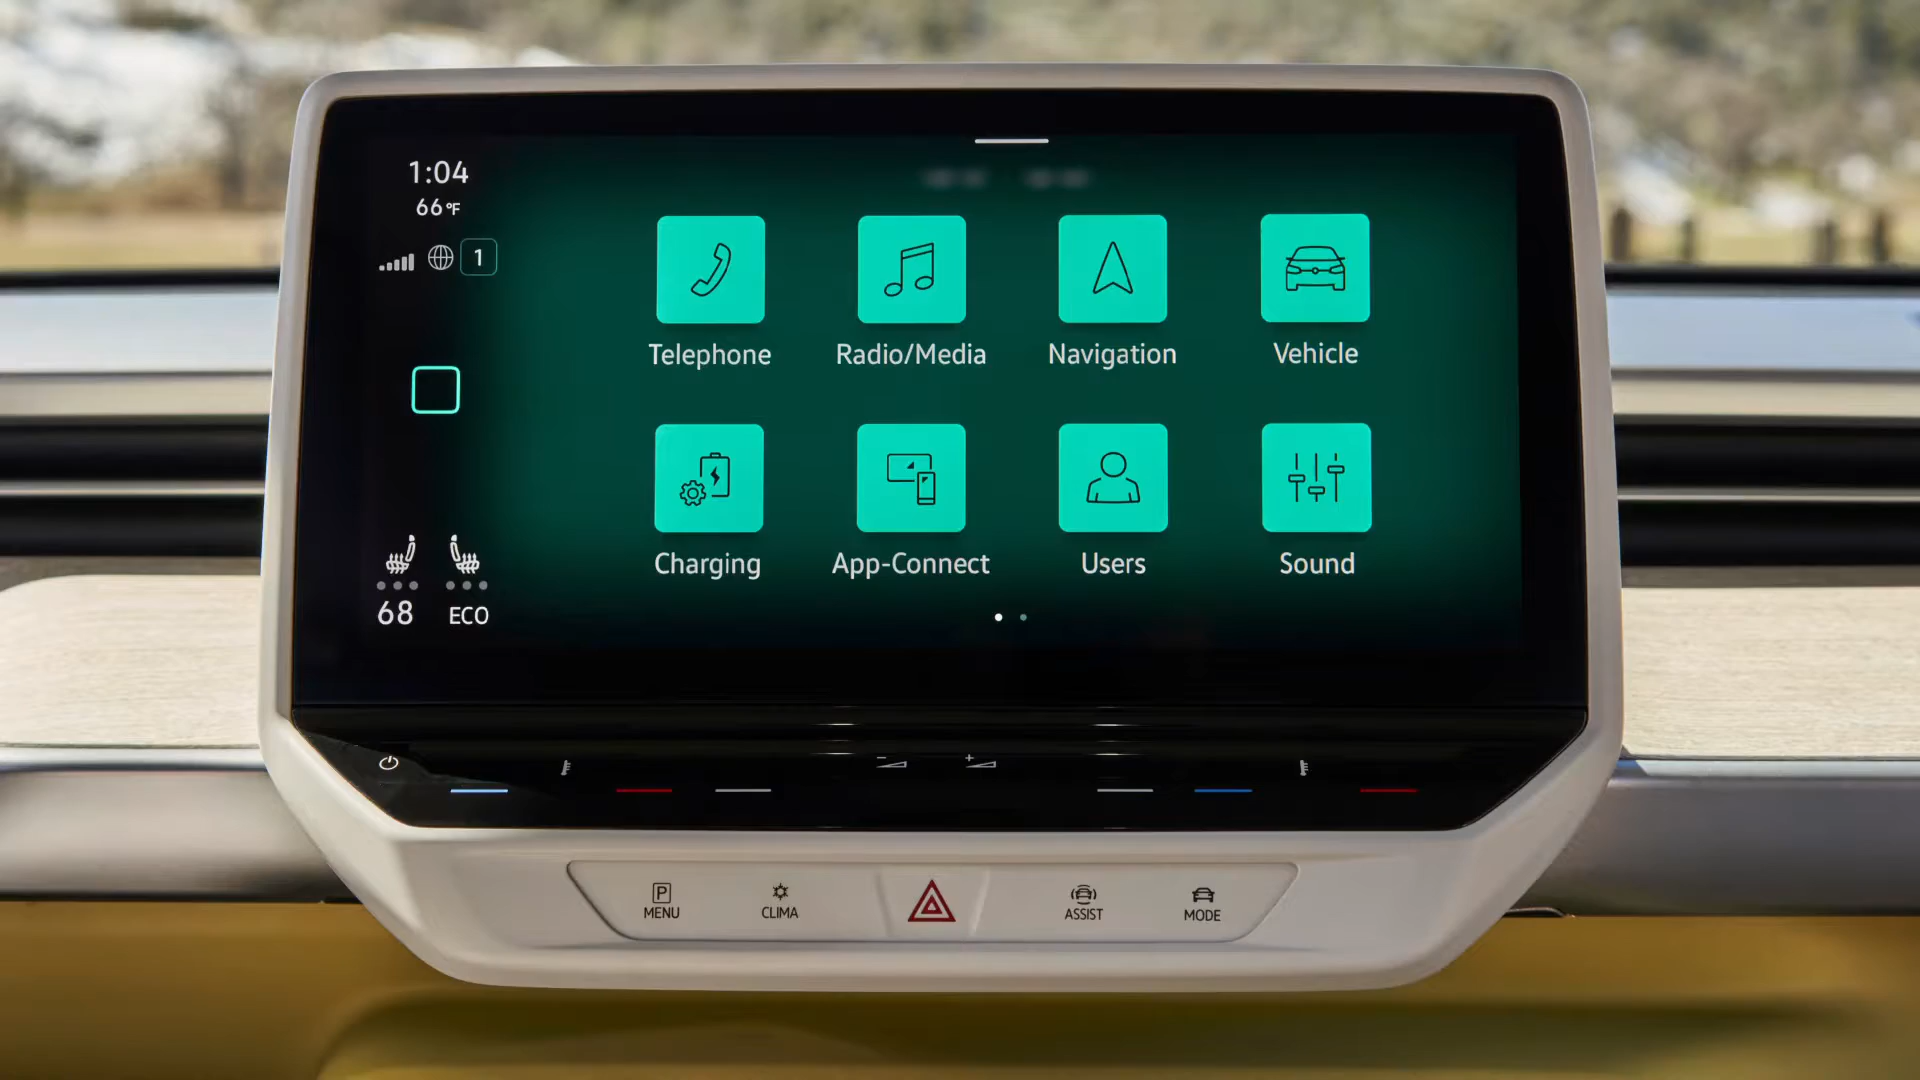 1:04
66°F
1
Telephone
Radio/Media
Navigation
Vehicle
Charging
App-Connect
Users
Sound
68
ECO
P
MENU
CLIMA
ASSIST
MODE